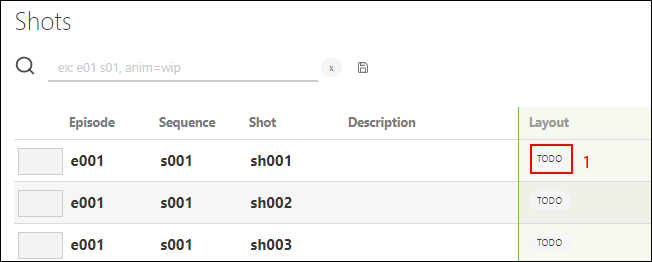 Shots
ex: e01 s01, anim=wip x
Episode Sequence Shot Description Layout
e001 s001 sh001 TODO 1
e001 s001 sh002 TODO
e001 s001 sh003 TODO